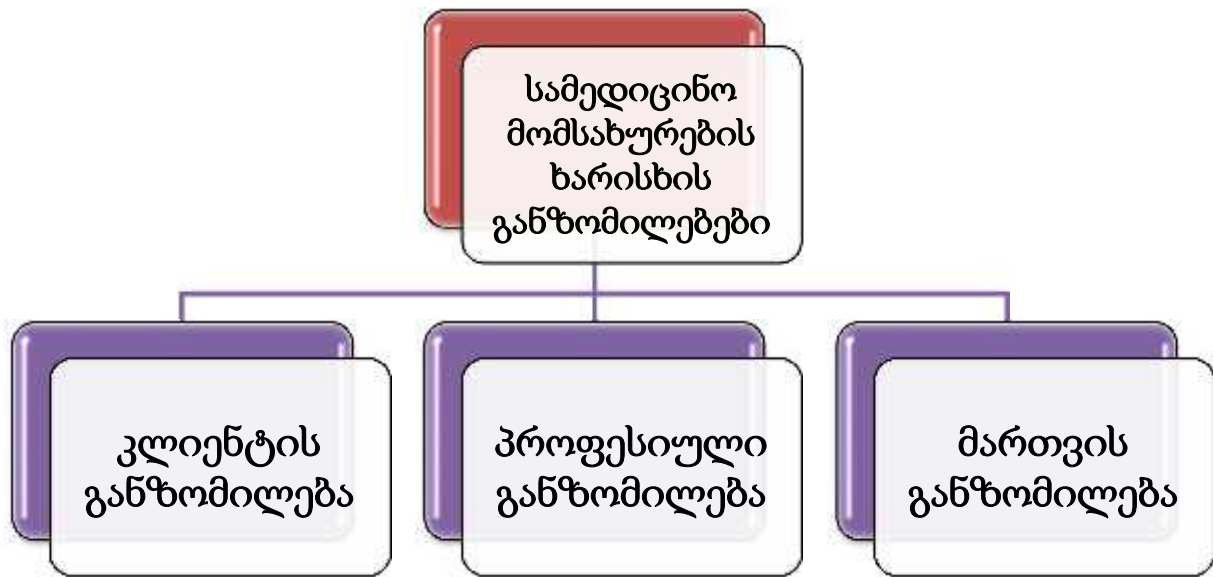 სამედიცინო
მომსახურების
ხარისხის
განზომილებები
კლიენტის
განზომილება
პროფესიული
განზომილება
მართვის
განზომილება